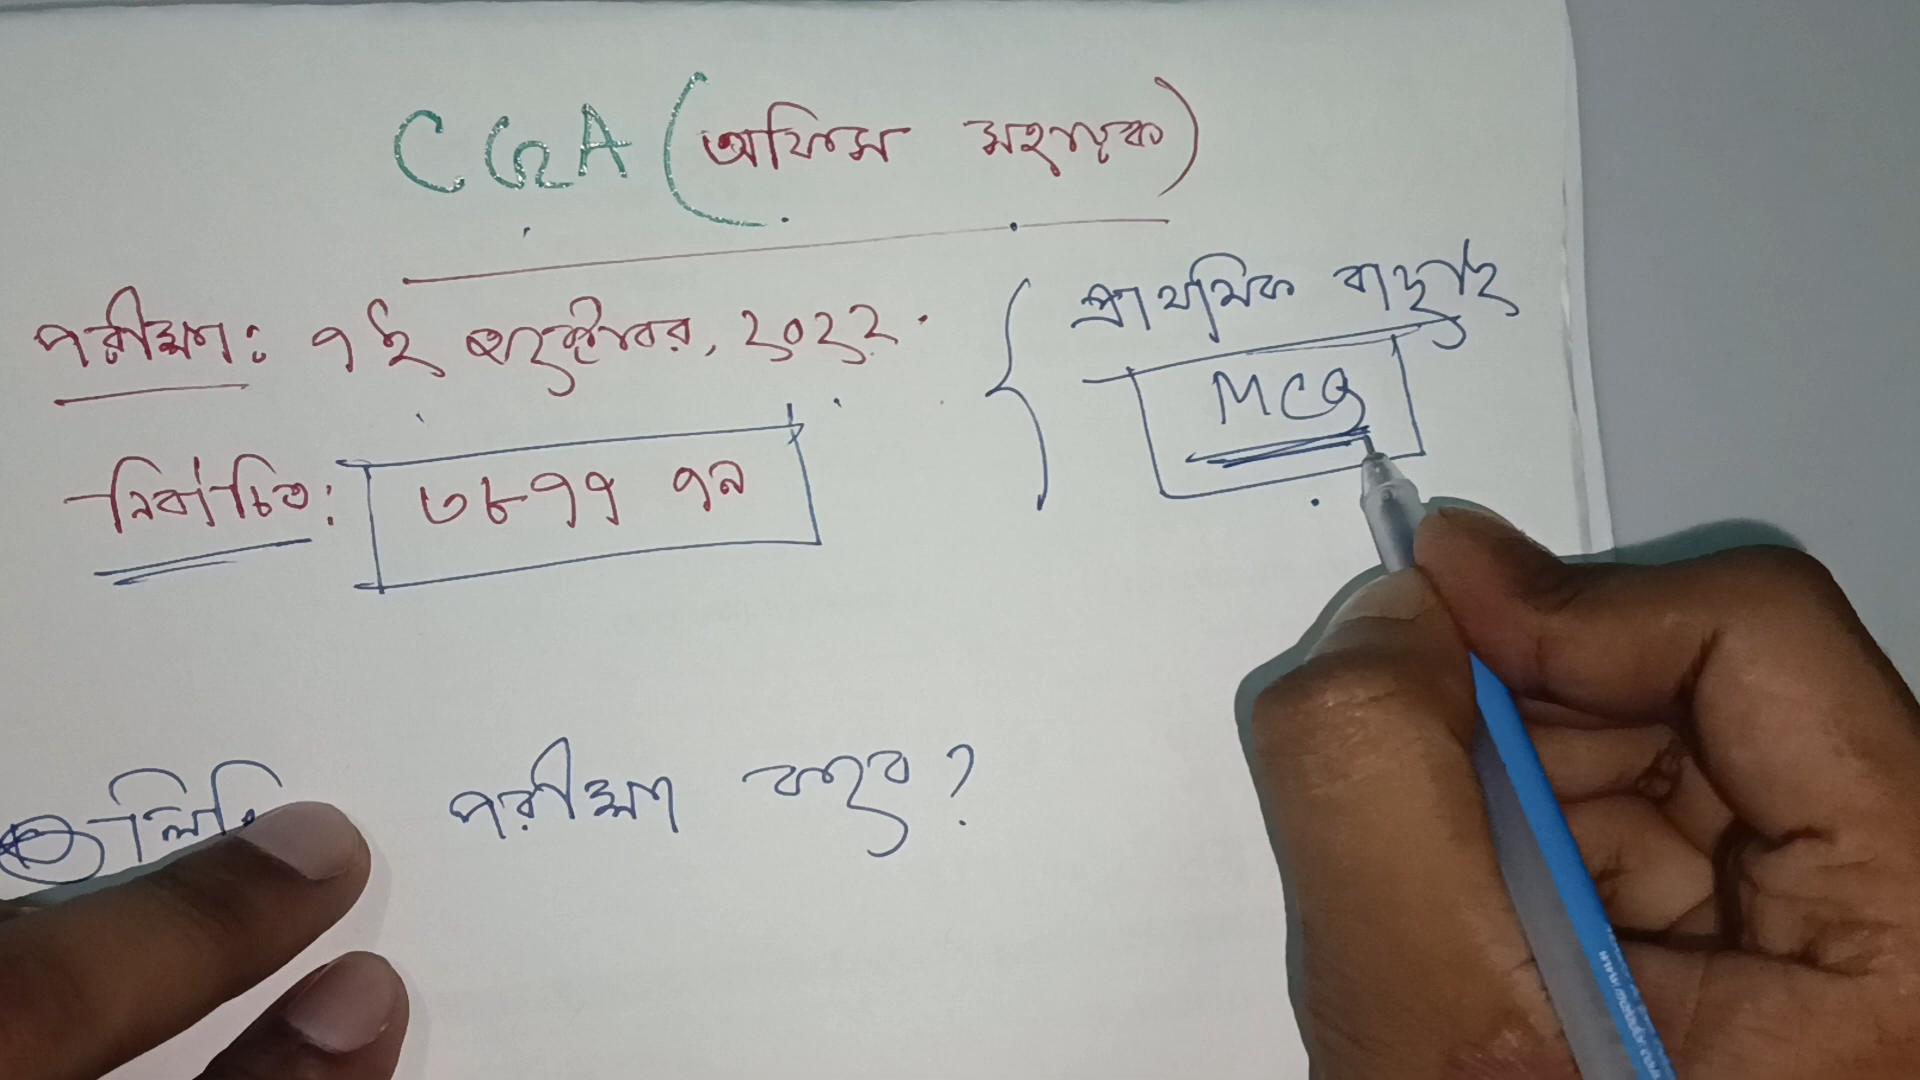 CGA (অফিস সহায়ক)
পরীক্ষা: ৭ই অক্টোবর, ২০২২.
প্রাথমিক বাছাই
MCQ
নির্বাচিত: ৩৮৭৭ জন
পরীক্ষা কবে?